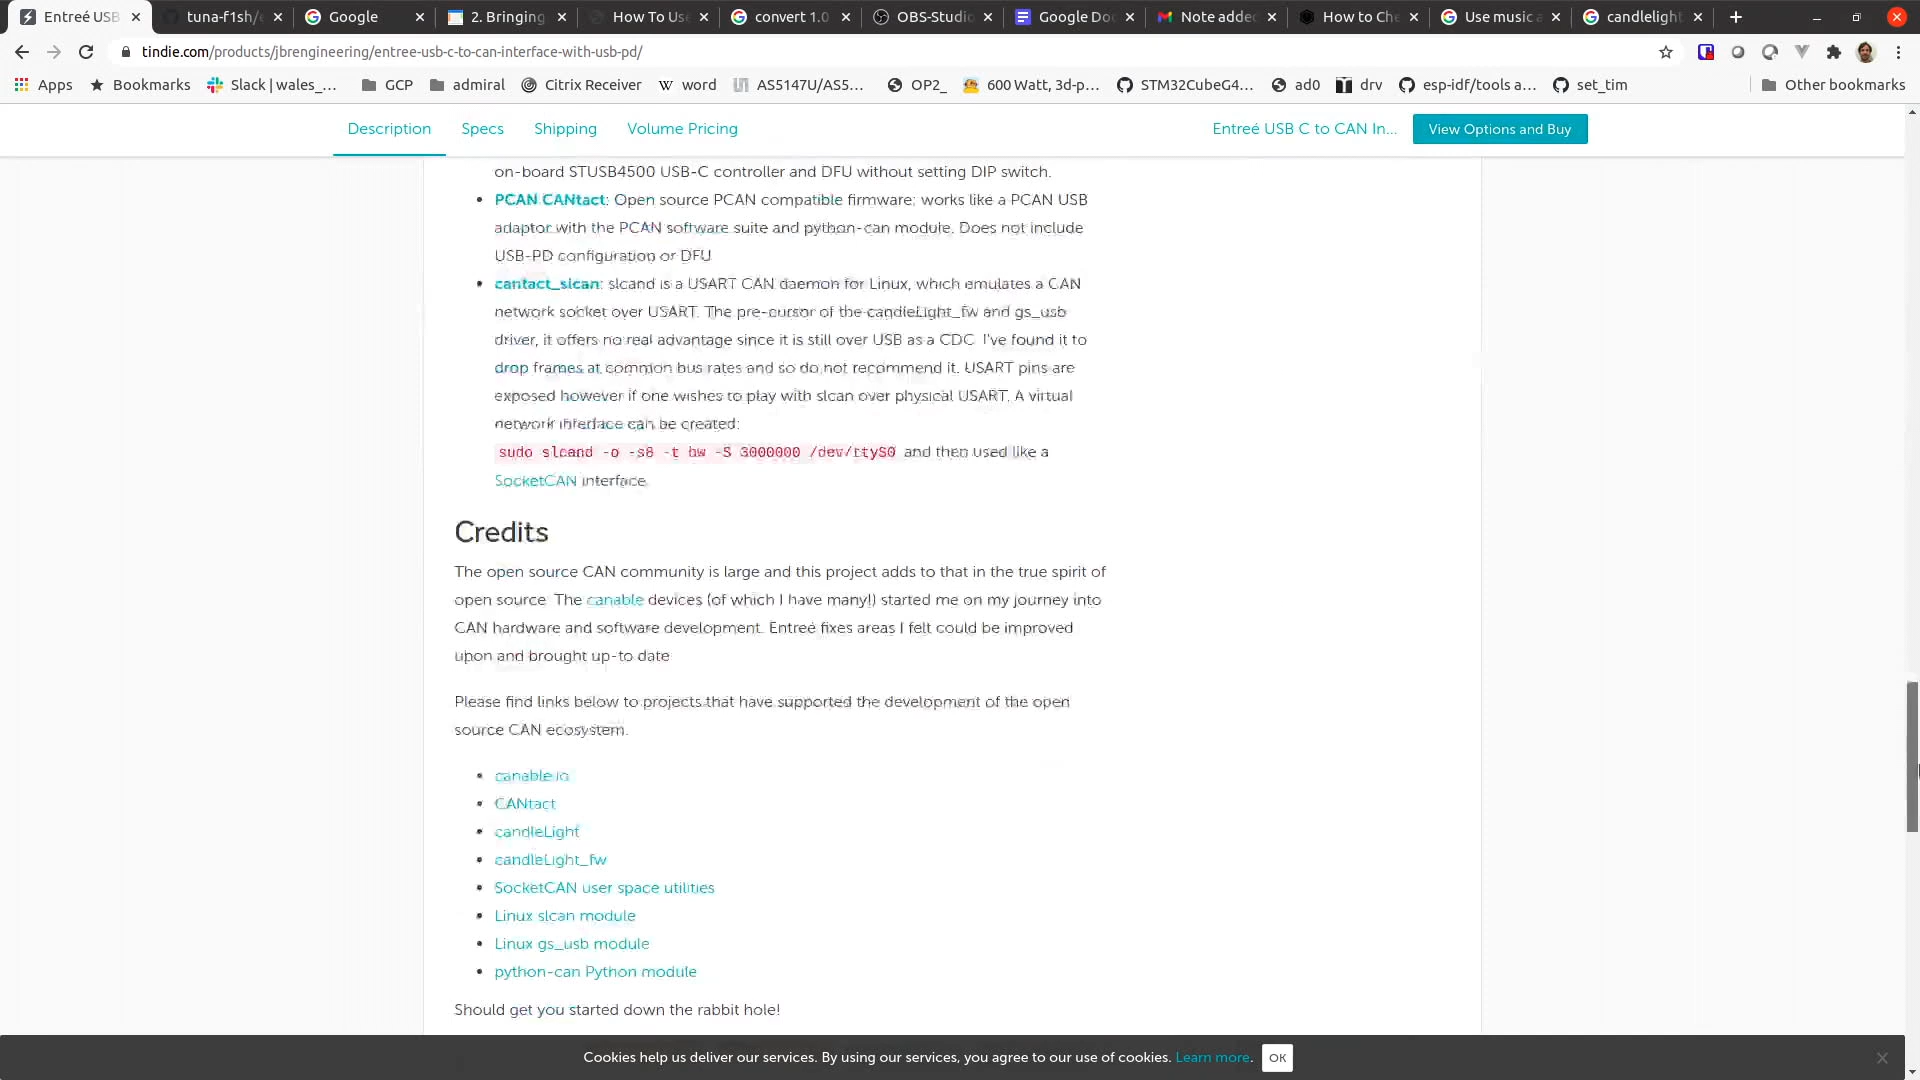 Entreé USB
tuna-f1sh/e
Google
2. Bringing
How To Use
convert 1.0
OBS-Studio
Google Doc
Note added
How to Che
Use music a
candlelight
tindie.com/products/jbrengineering/entree-usb-c-to-can-interface-with-usb-pd/
Apps
Bookmarks
Slack | wales_...
GCP
admiral
Citrix Receiver
word
AS5147U/AS5...
OP2_
600 Watt, 3d-p...
STM32CubeG4...
ad0
drv
esp-idf/tools a...
set_tim
Other bookmarks
Description
Specs
Shipping
Volume Pricing
Entreé USB C to CAN In...
View Options and Buy
on-board STUSB4500 USB-C controller and DFU without setting DIP switch.
PCAN CANtact: Open source PCAN compatible firmware; works like a PCAN USB
adaptor with the PCAN software suite and python-can module. Does not include
USB-PD configuration or DFU
cantact_slcan: slcand is a USART CAN daemon for Linux, which emulates a CAN
network socket over USART. The pre-cursor of the candleLight_fw and gs_usb
driver, it offers no real advantage since it is still over USB as a CDC. I've found it to
drop frames at common bus rates and so do not recommend it. USART pins are
exposed however if one wishes to play with slcan over physical USART. A virtual
network interface can be created:
sudo slcand -o -s8 -t hw -S 3000000 /dev/ttyS0 and then used like a
SocketCAN interface.
Credits
The open source CAN community is large and this project adds to that in the true spirit of
open source. The canable devices (of which I have many!) started me on my journey into
CAN hardware and software development. Entreé fixes areas I felt could be improved
upon and brought up-to date
Please find links below to projects that have supported the development of the open
source CAN ecosystem.
canable.io
CANtact
candleLight
candleLight_fw
SocketCAN user space utilities
Linux slcan module
Linux gs_usb module
python-can Python module
Should get you started down the rabbit hole!
Cookies help us deliver our services. By using our services, you agree to our use of cookies. Learn more.
OK